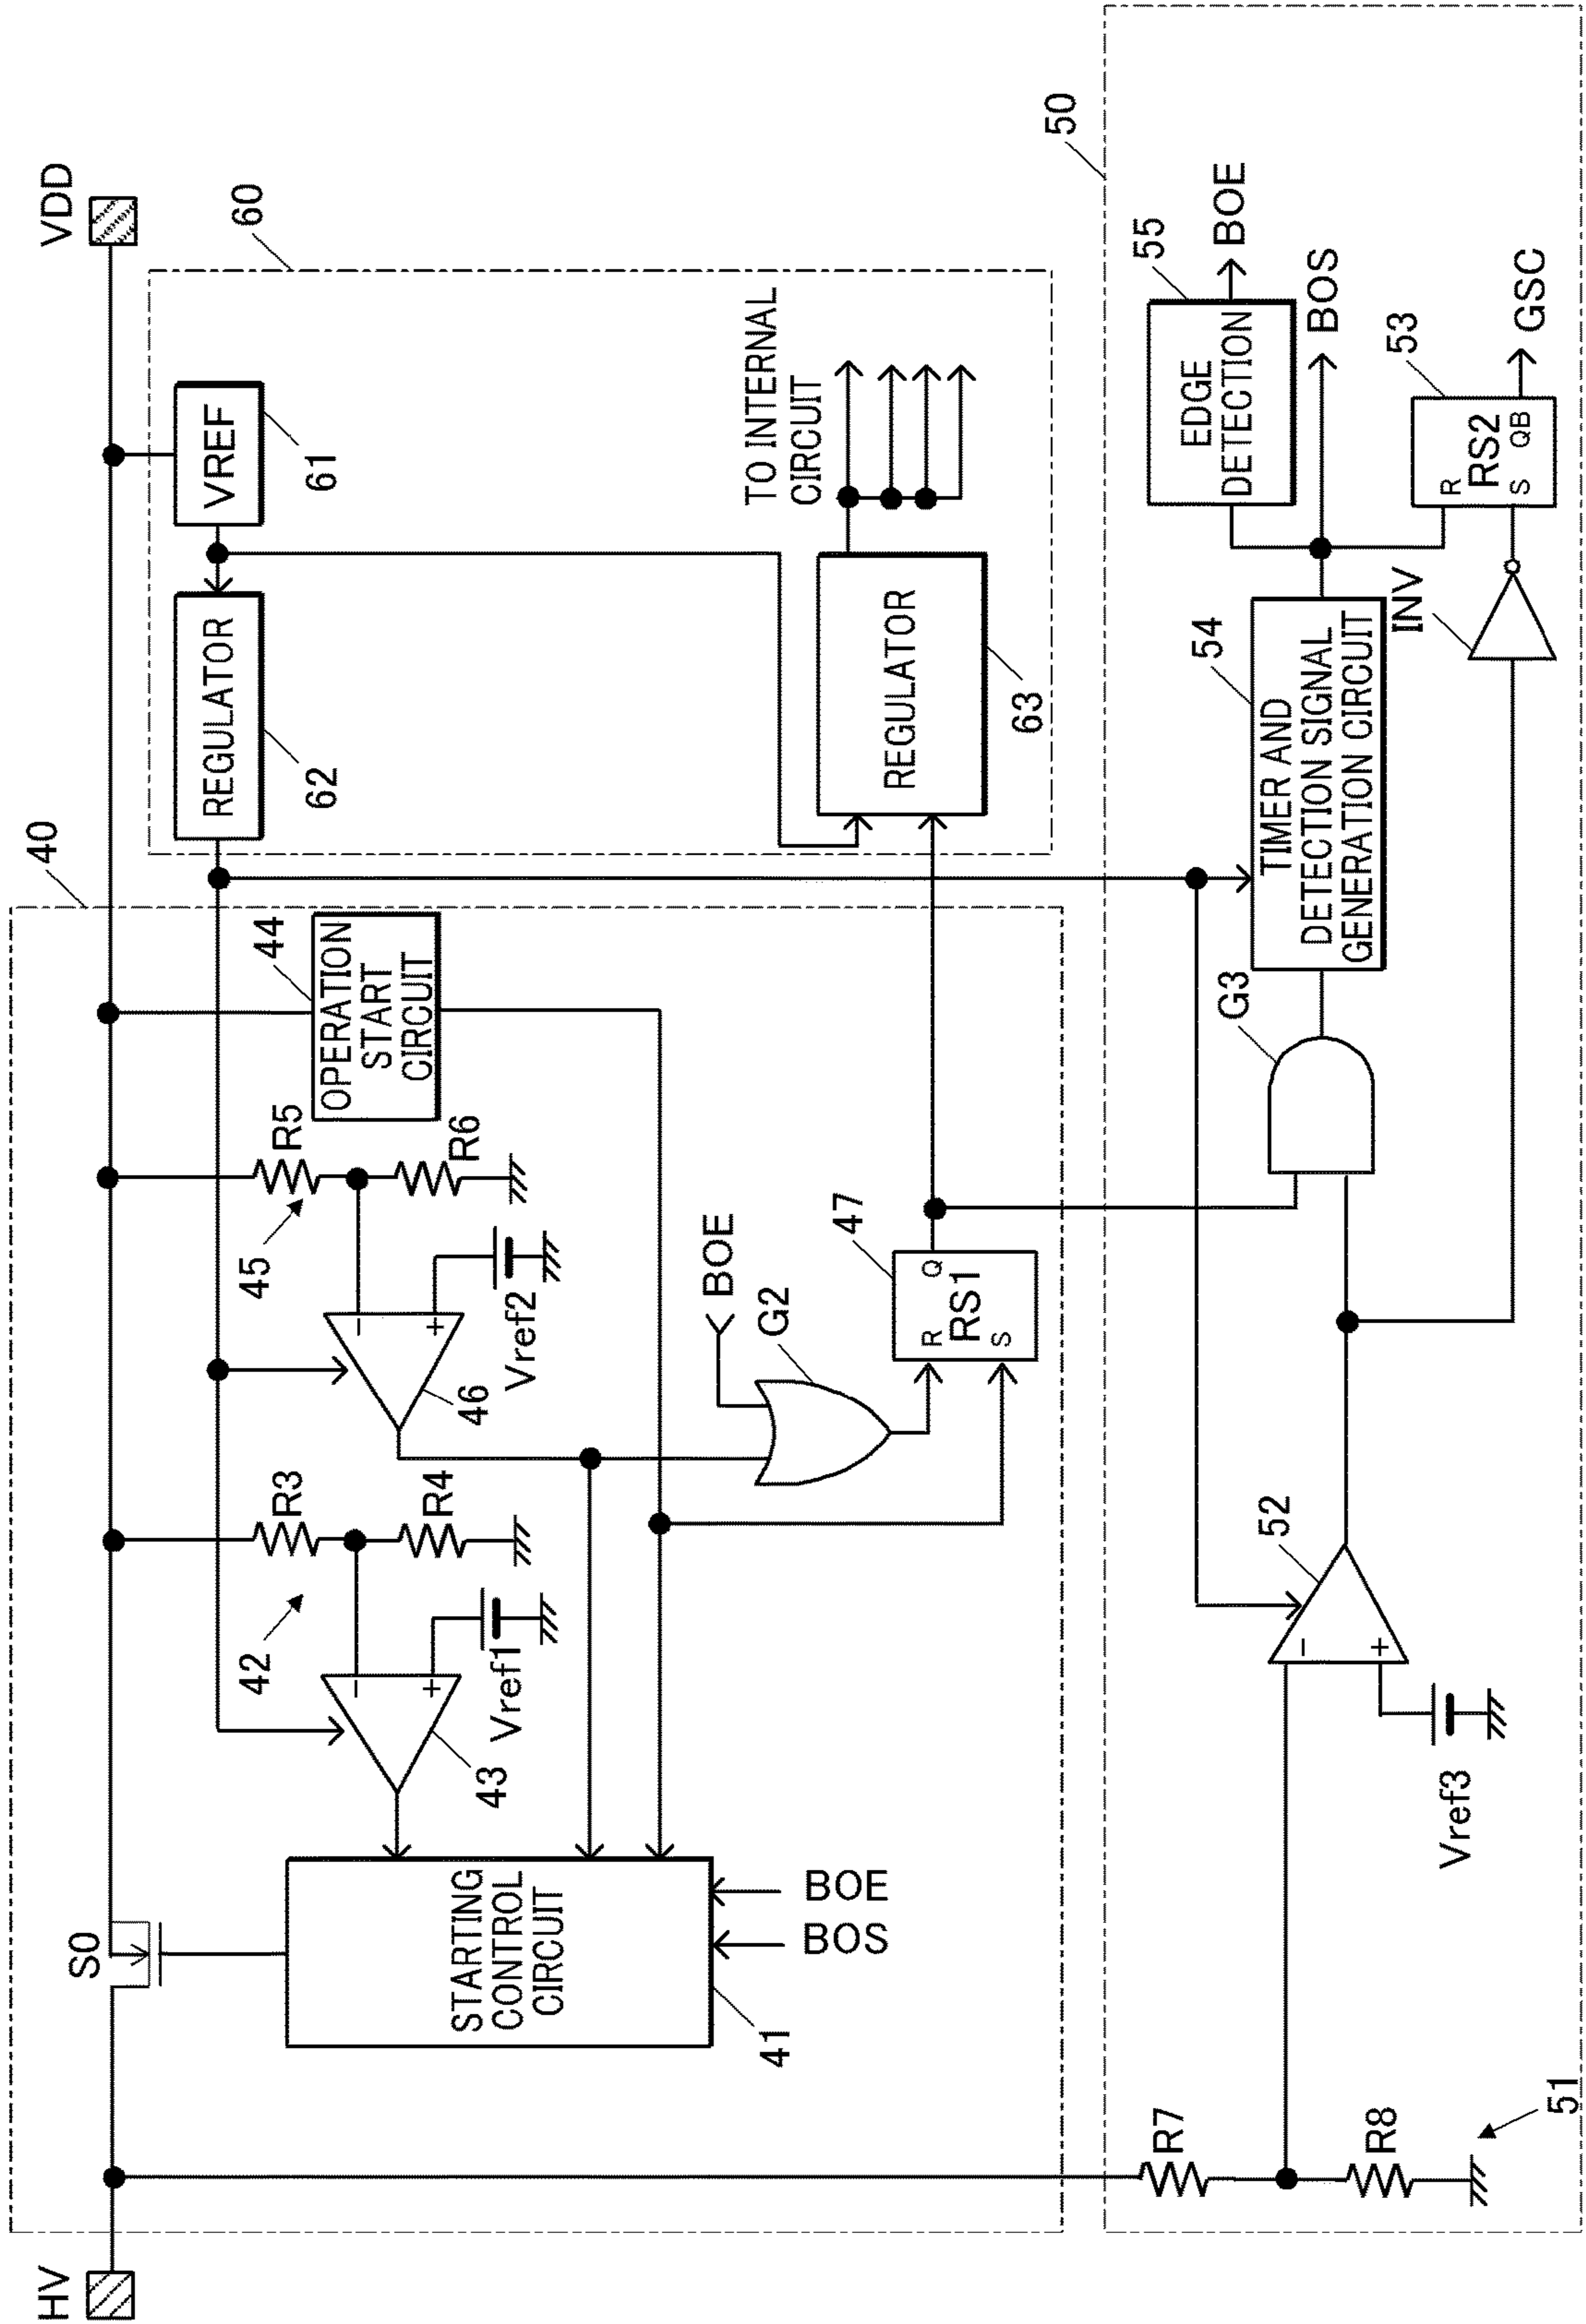 HV
VDD
S0
40
60
VREF
61
REGULATOR
62
TO INTERNAL
CIRCUIT
REGULATOR
63
OPERATION
START
CIRCUIT
44
R5
R6
45
Vref2
46
R3
R4
42
Vref1
43
BOE
G2
47
R
Q
RS1
S
STARTING
CONTROL
CIRCUIT
41
BOE
BOS
50
55
EDGE
DETECTION
BOE
BOS
53
R
RS2
S
QB
GSC
54
TIMER AND
DETECTION SIGNAL
GENERATION CIRCUIT
INV
G3
52
−
+
−
+
−
+
Vref3
R7
R8
51